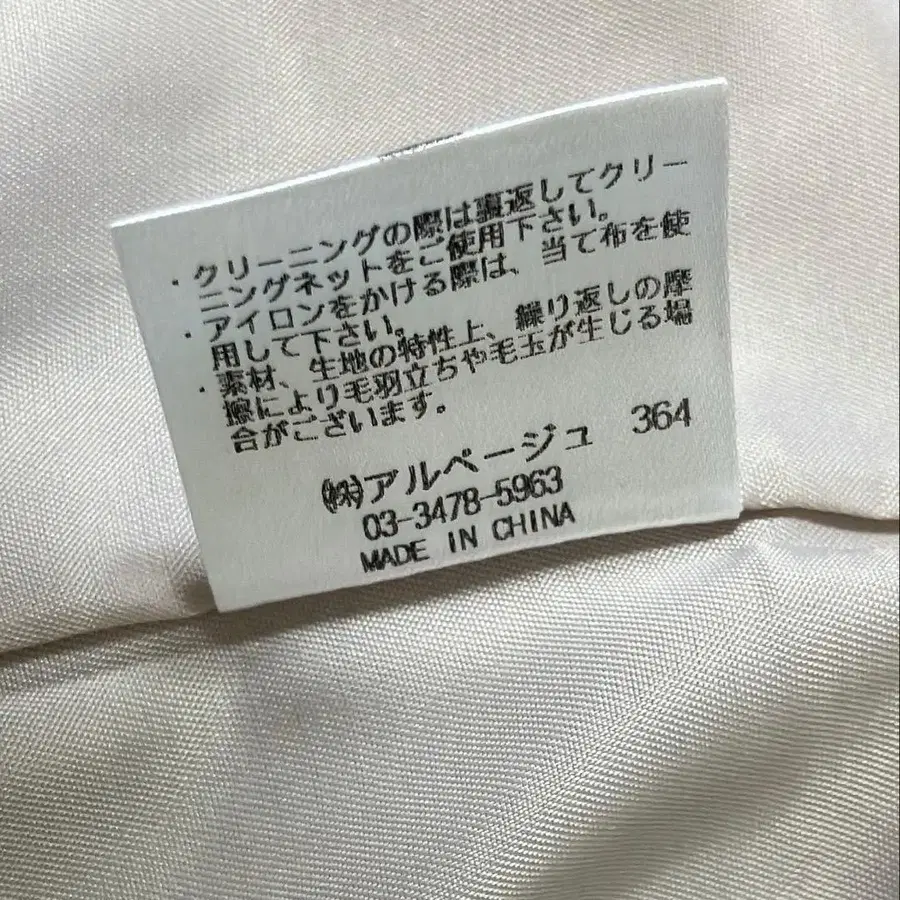 ・クリーニングの際は裏返してクリー
ニングネットをご使用下さい。
・アイロンをかける際は、当て布を使
用して下さい。
・素材、生地の特性上、繰り返しの摩
擦により毛羽立ちや毛玉が生じる場
合がございます。
㈱アルページュ 364
03-3478-5963
MADE IN CHINA